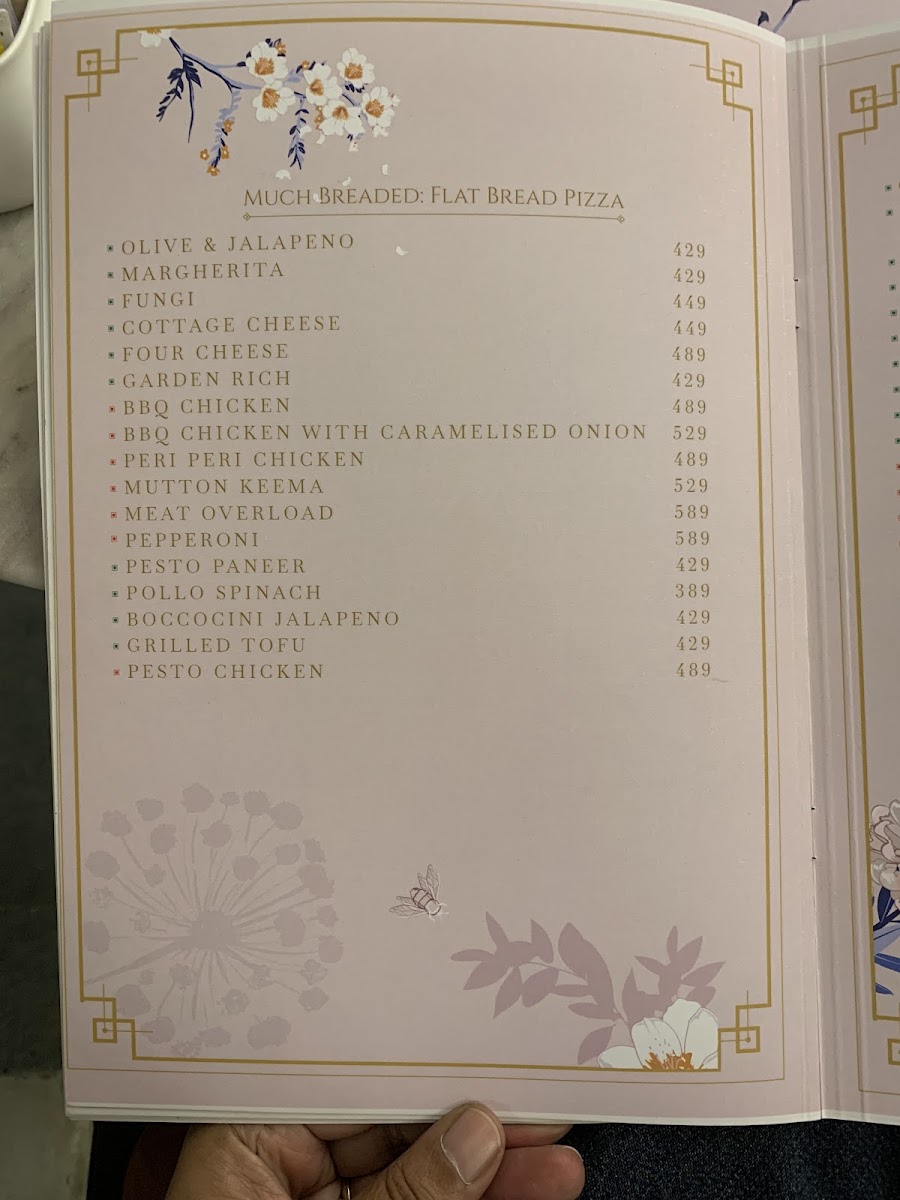 Much Breaded: Flat Bread Pizza
OLIVE & JALAPENO 429
MARGHERITA 429
FUNGI 449
COTTAGE CHEESE 449
FOUR CHEESE 489
GARDEN RICH 429
BBQ CHICKEN 489
BBQ CHICKEN WITH CARAMELISED ONION 529
PERI PERI CHICKEN 489
MUTTON KEEMA 529
MEAT OVERLOAD 589
PEPPERONI 589
PESTO PANEER 429
POLLO SPINACH 389
BOCCOCINI JALAPENO 429
GRILLED TOFU 429
PESTO CHICKEN 489